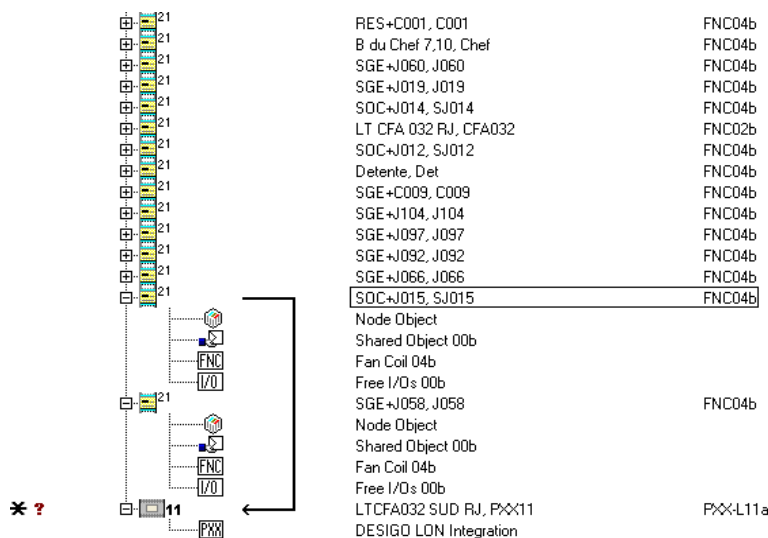 21 RES+C001, C001 FNC04b
21 B du Chef 7,10, Chef FNC04b
21 SGE+J060, J060 FNC04b
21 SGE+J019, J019 FNC04b
21 SOC+J014, SJ014 FNC04b
21 LT CFA 032 RJ, CFA032 FNC02b
21 SOC+J012, SJ012 FNC04b
21 Detente, Det FNC04b
21 SGE+C009, C009 FNC04b
21 SGE+J104, J104 FNC04b
21 SGE+J097, J097 FNC04b
21 SGE+J092, J092 FNC04b
21 SGE+J066, J066 FNC04b
21 SOC+J015, SJ015 FNC04b
Node Object
Shared Object 00b
FNC Fan Coil 04b
I/O Free I/Os 00b
21 SGE+J058, J058 FNC04b
Node Object
Shared Object 00b
FNC Fan Coil 04b
I/O Free I/Os 00b
* ? 11 LTCFA032 SUD RJ, PXX11 PXX-L11a
PXX DESIGO LON Integration